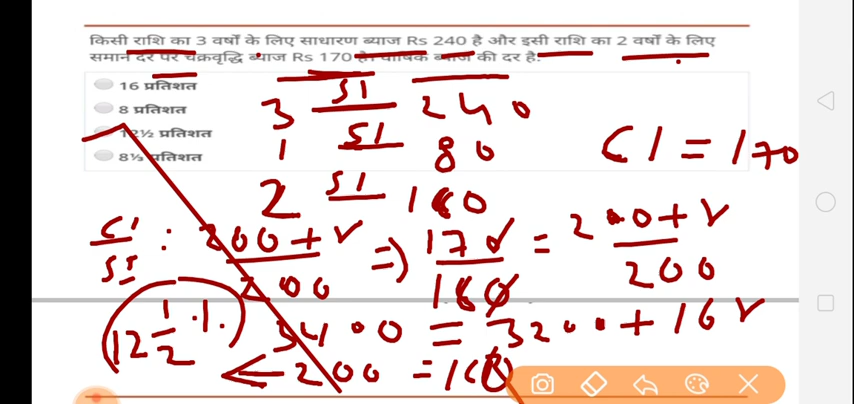 किसी राशि का 3 वर्षों के लिए साधारण ब्याज Rs 240 है और इसी राशि का 2 वर्षों के लिए
समान दर पर चक्रवृद्धि ब्याज Rs 170 है। वार्षिक ब्याज की दर है:
16 प्रतिशत
8 प्रतिशत
12½ प्रतिशत
8⅓ प्रतिशत
3 SI 240
1 SI 80
CI = 170
2 SI 160
CI/SI : 200+r/200 => 170/160 = 200+r/200
3400 = 3200 + 16r
12 1/2 %
<- 200 = 16